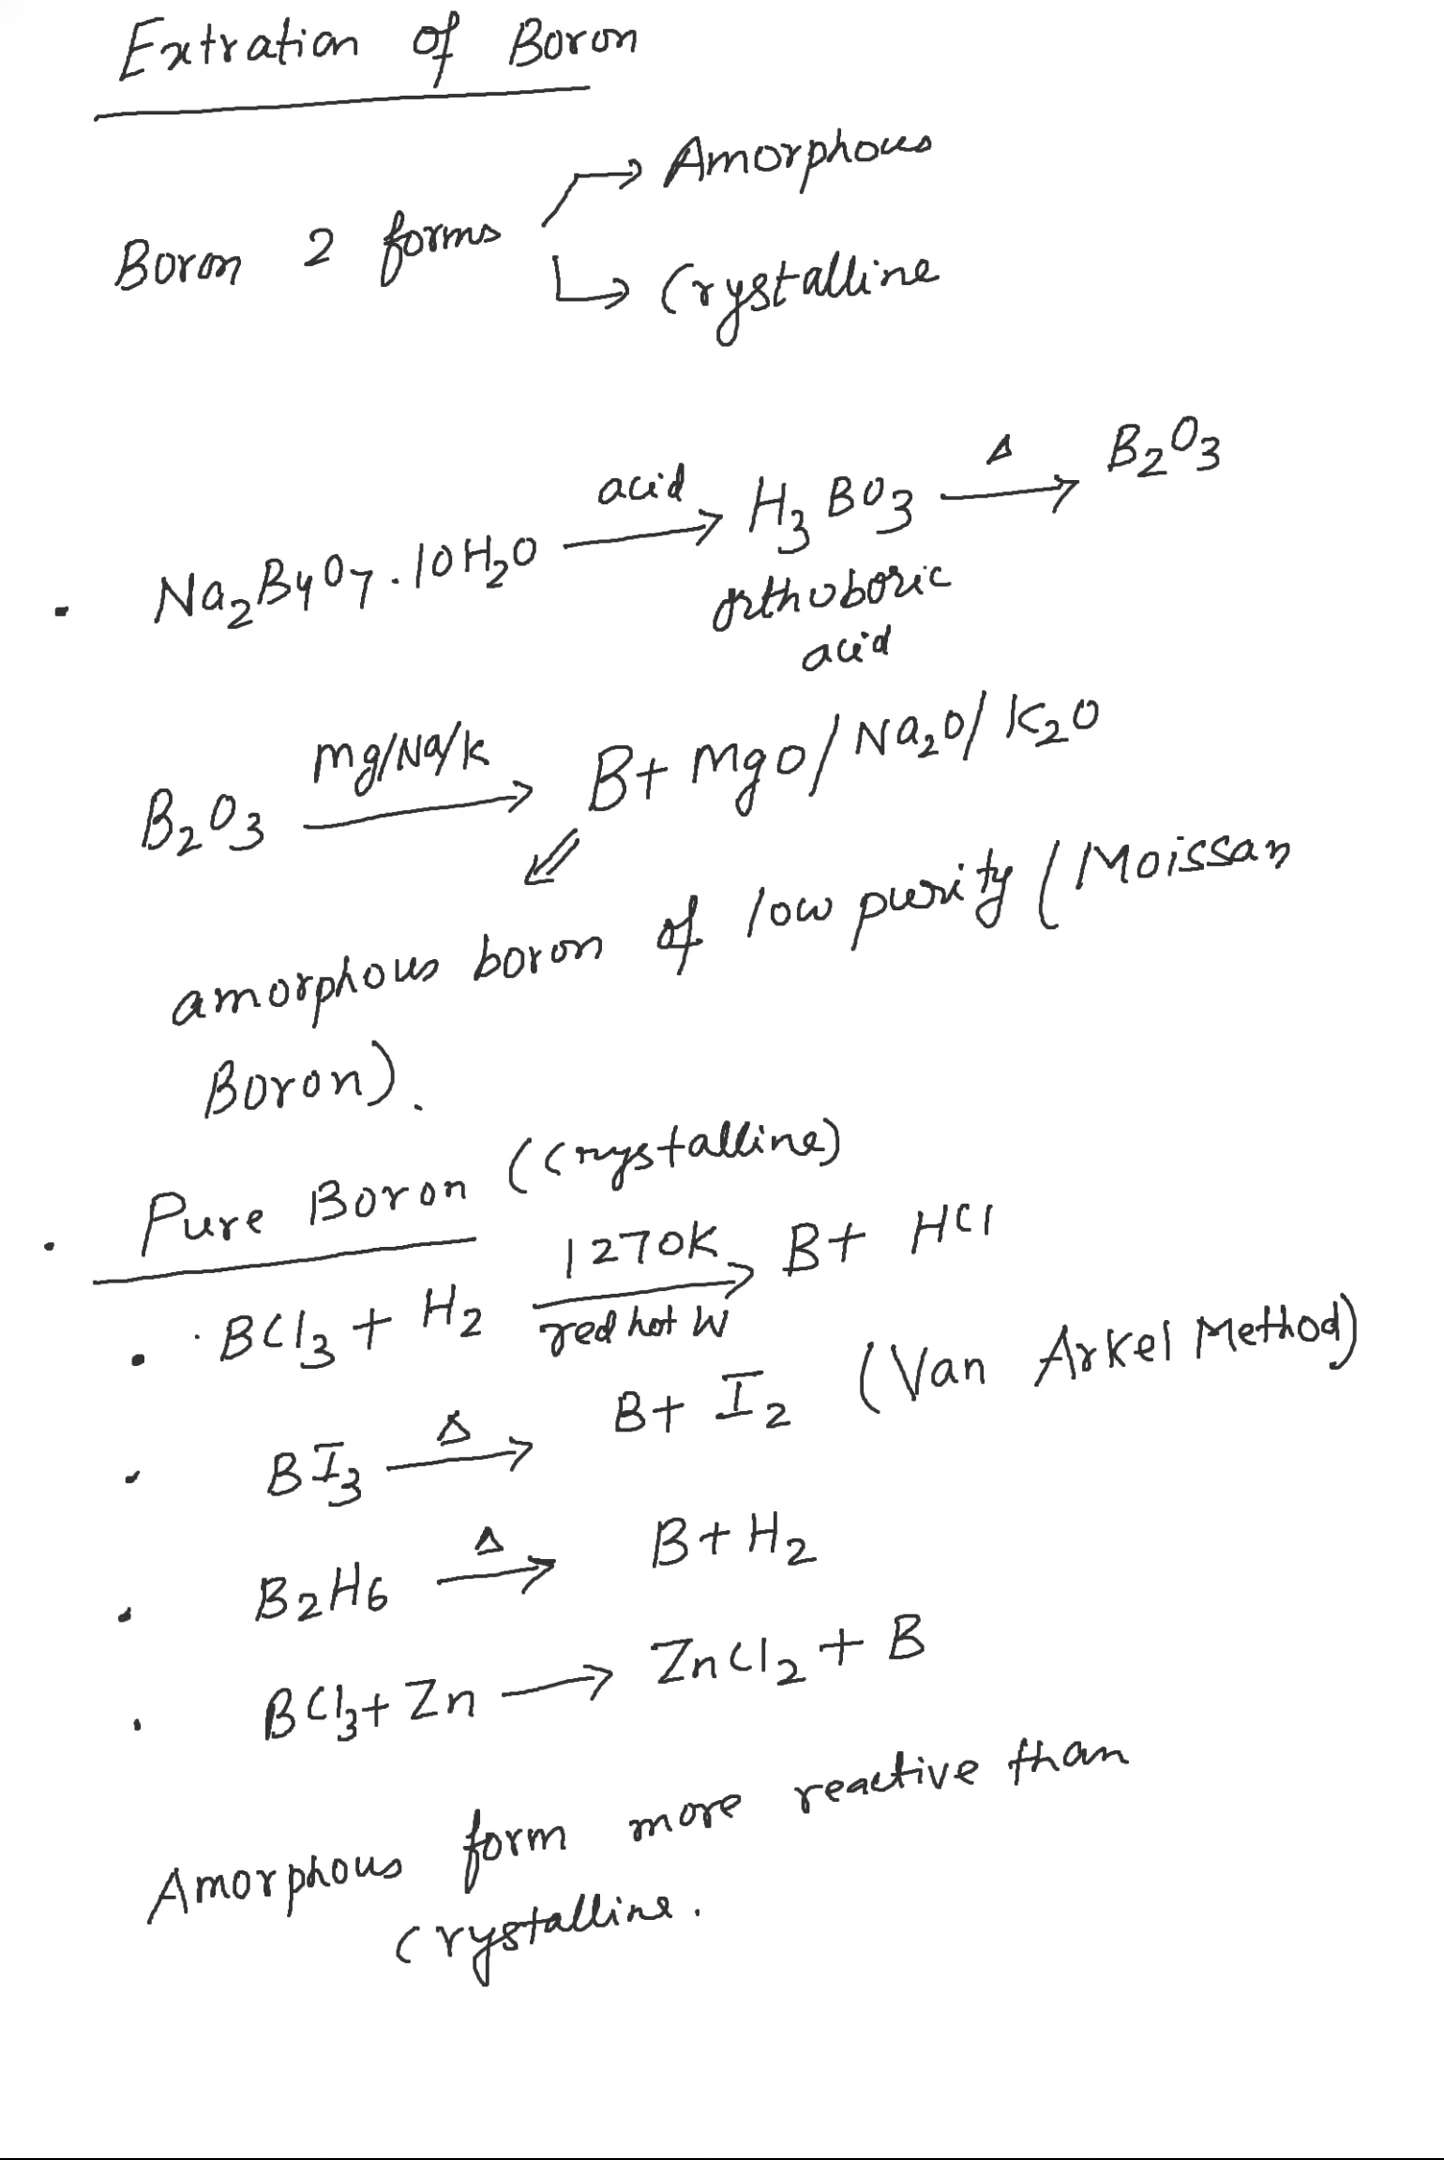 Extration of Boron
Boron 2 forms → Amorphous
↳ Crystalline
• Na₂B₄O₇.10H₂O —acid→ H₃BO₃ —Δ→ B₂O₃
orthoboric
acid
B₂O₃ —Mg/Na/K→ B+ MgO/Na₂O/K₂O
⇙
amorphous boron of low purity (Moissan
Boron).
• Pure Boron (Crystalline)
• BCl₃ + H₂ —1270K, red hot W→ B+ HCl
• BI₃ —Δ→ B+ I₂ (Van Arkel Method)
• B₂H₆ —Δ→ B+H₂
• BCl₃+ Zn → ZnCl₂+ B
Amorphous form more reactive than
Crystalline.